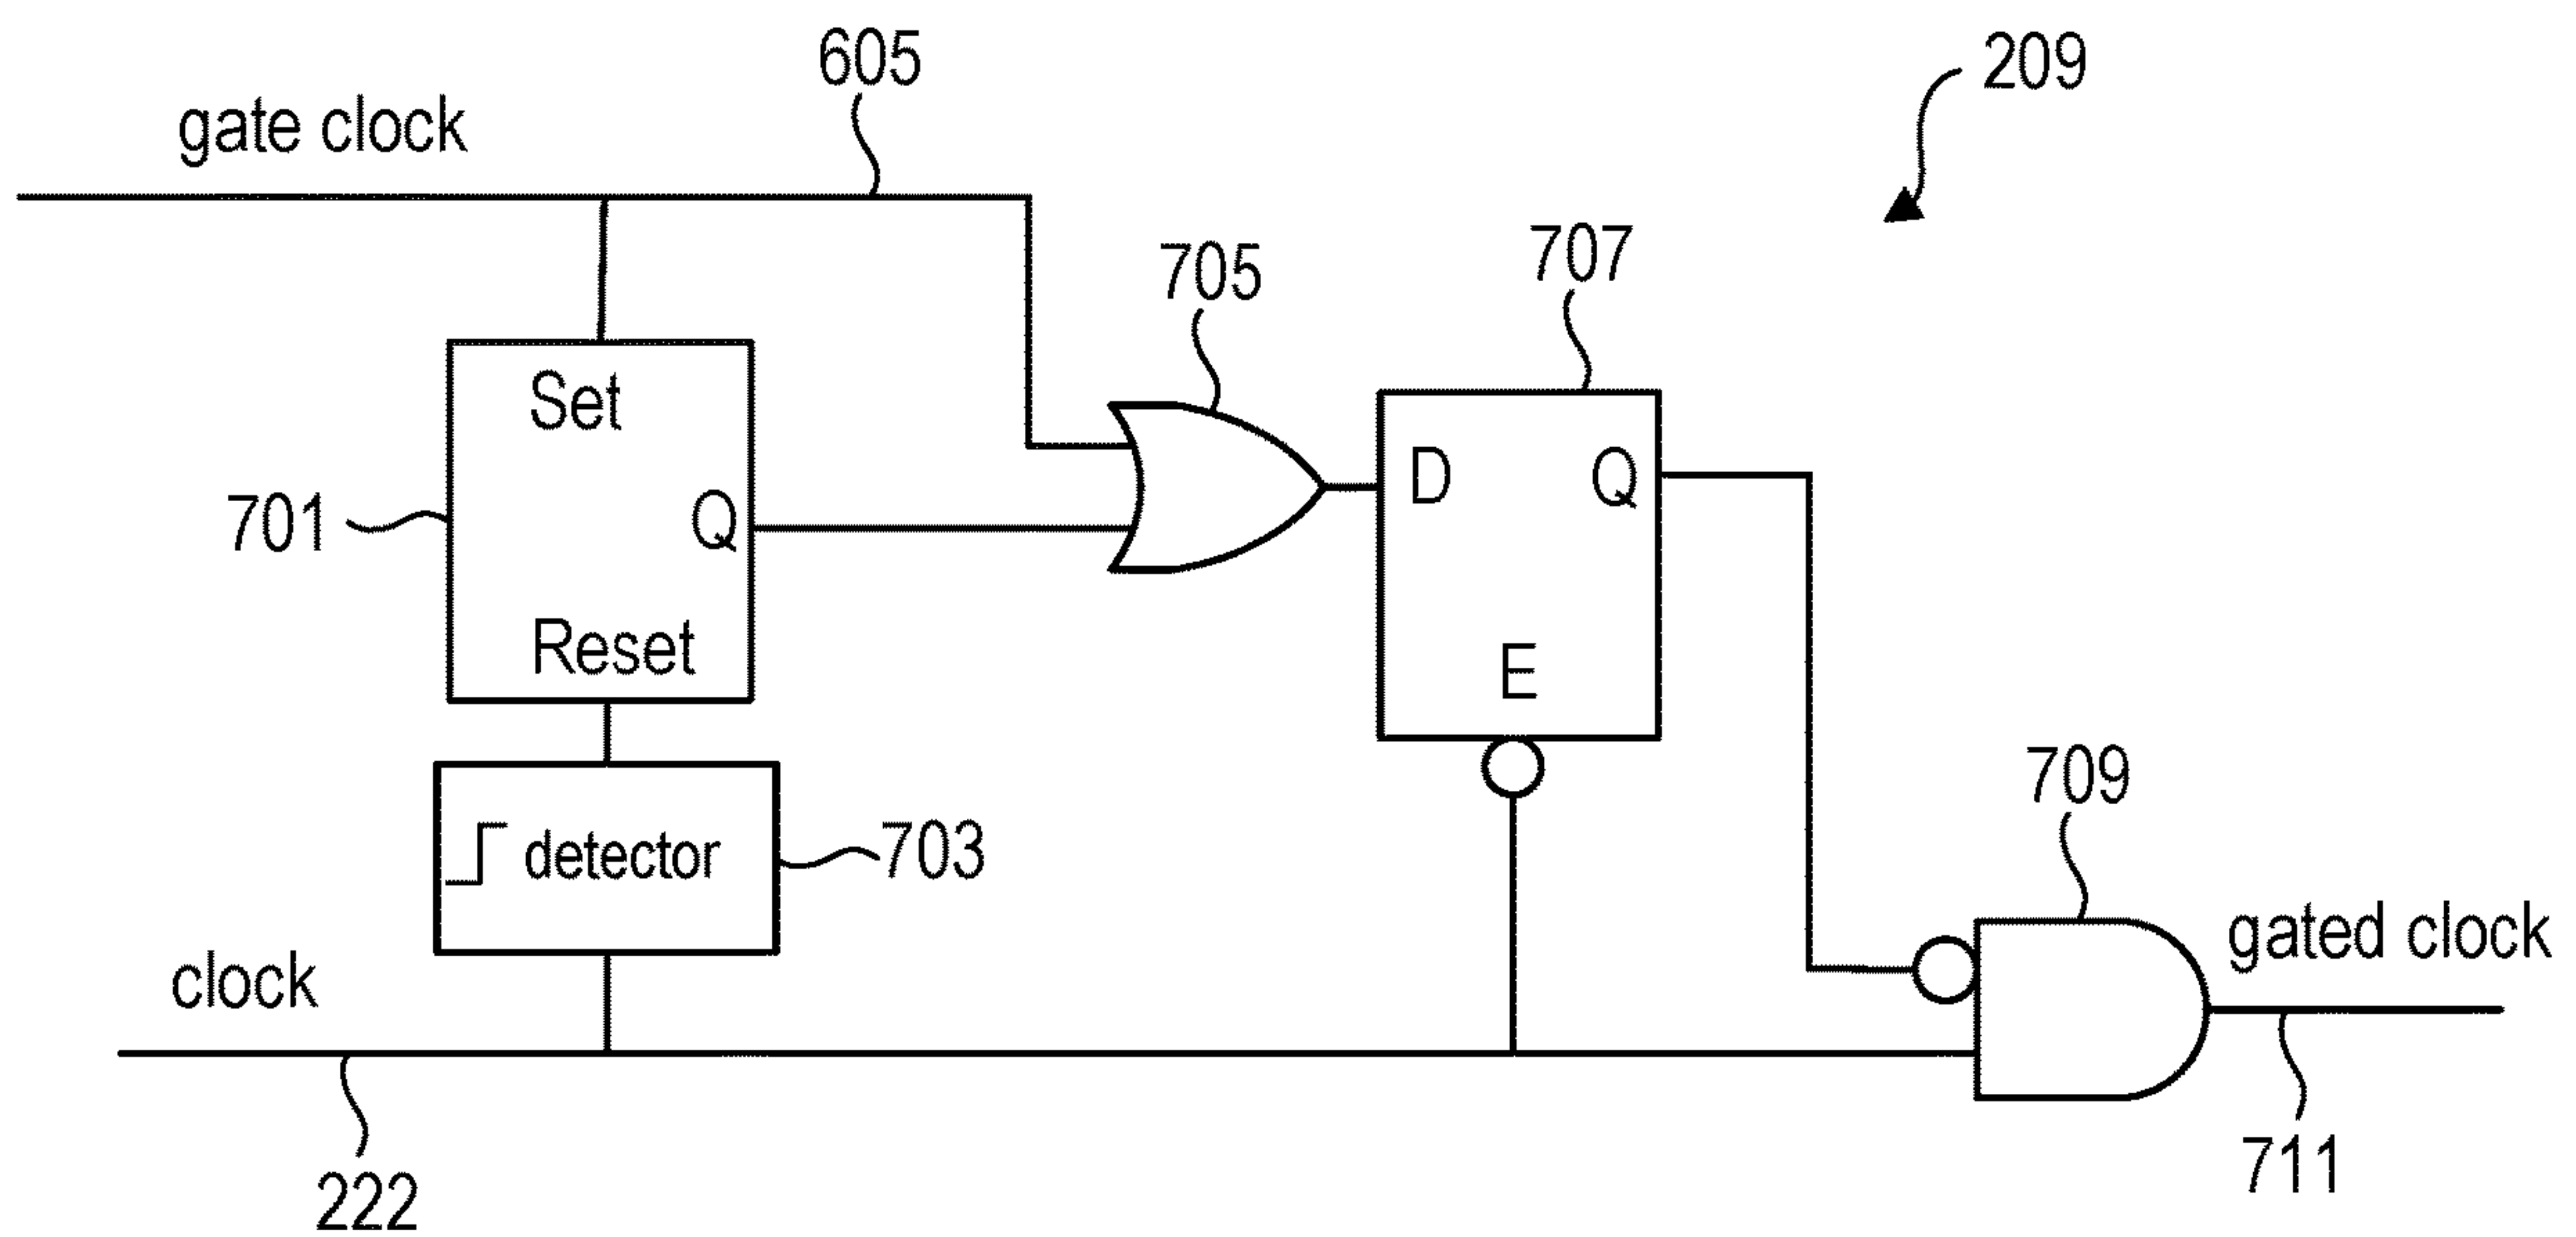 605
209
gate clock
705
707
Set
D
Q
701
Q
Reset
E
709
detector
703
gated clock
clock
711
222